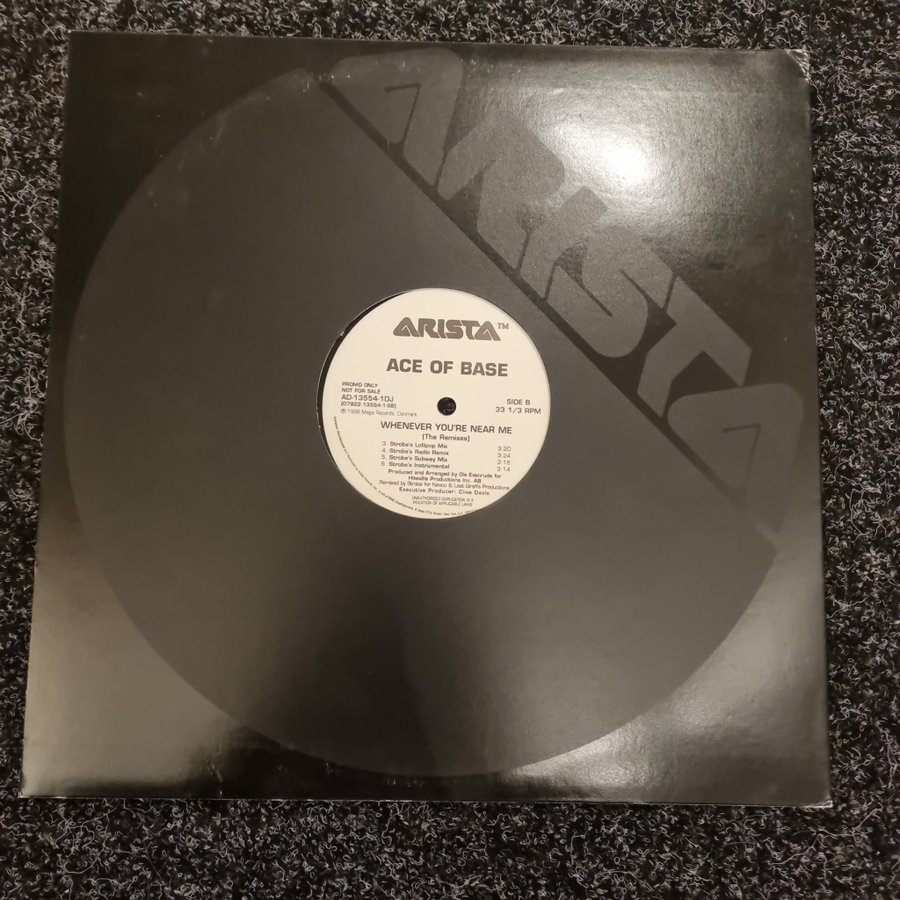 ARISTA
ARISTA™
ACE OF BASE
PROMO ONLY
NOT FOR SALE
AD-13554-1DJ
(07822-13554-1-SB)
℗ 1998 Mega Records, Denmark
SIDE B
33 1/3 RPM
WHENEVER YOU'RE NEAR ME
(The Remixes)
3. Strobe's Lollipop Mix 3:20
4. Strobe's Radio Remix 3:24
5. Strobe's Subway Mix 3:16
6. Strobe's Instrumental 3:14
Produced and Arranged by Ole Evenrude for
Hitsville Productions Inc. AB
Remixed by Strobe for Navco & Lost Giraffe Productions
Executive Producer: Clive Davis
UNAUTHORIZED DUPLICATION IS A
VIOLATION OF APPLICABLE LAWS